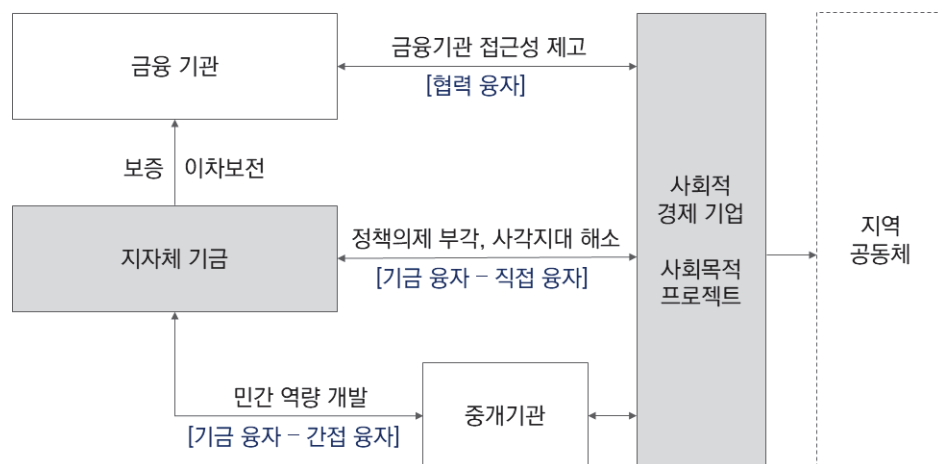 금융 기관
금융기관 접근성 제고
[협력 융자]
보증 이차보전
지자체 기금
정책의제 부각, 사각지대 해소
[기금 융자 – 직접 융자]
사회적
경제 기업
사회목적
프로젝트
지역
공동체
민간 역량 개발
[기금 융자 – 간접 융자]
중개기관